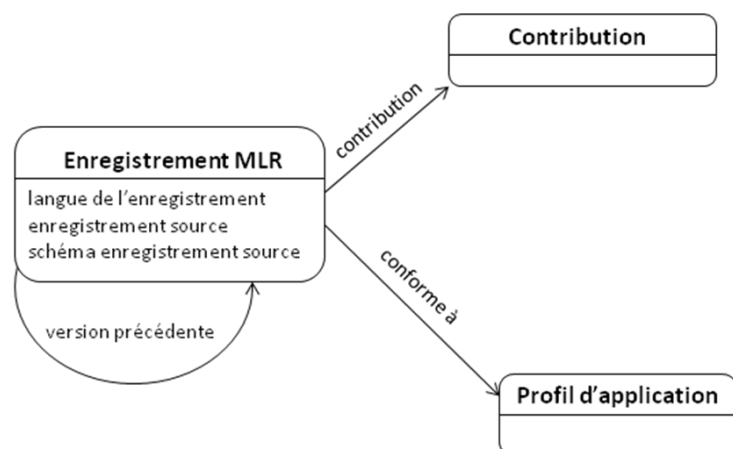 Contribution
contribution
Enregistrement MLR
langue de l'enregistrement
enregistrement source
schéma enregistrement source
conforme à
version précédente
Profil d'application